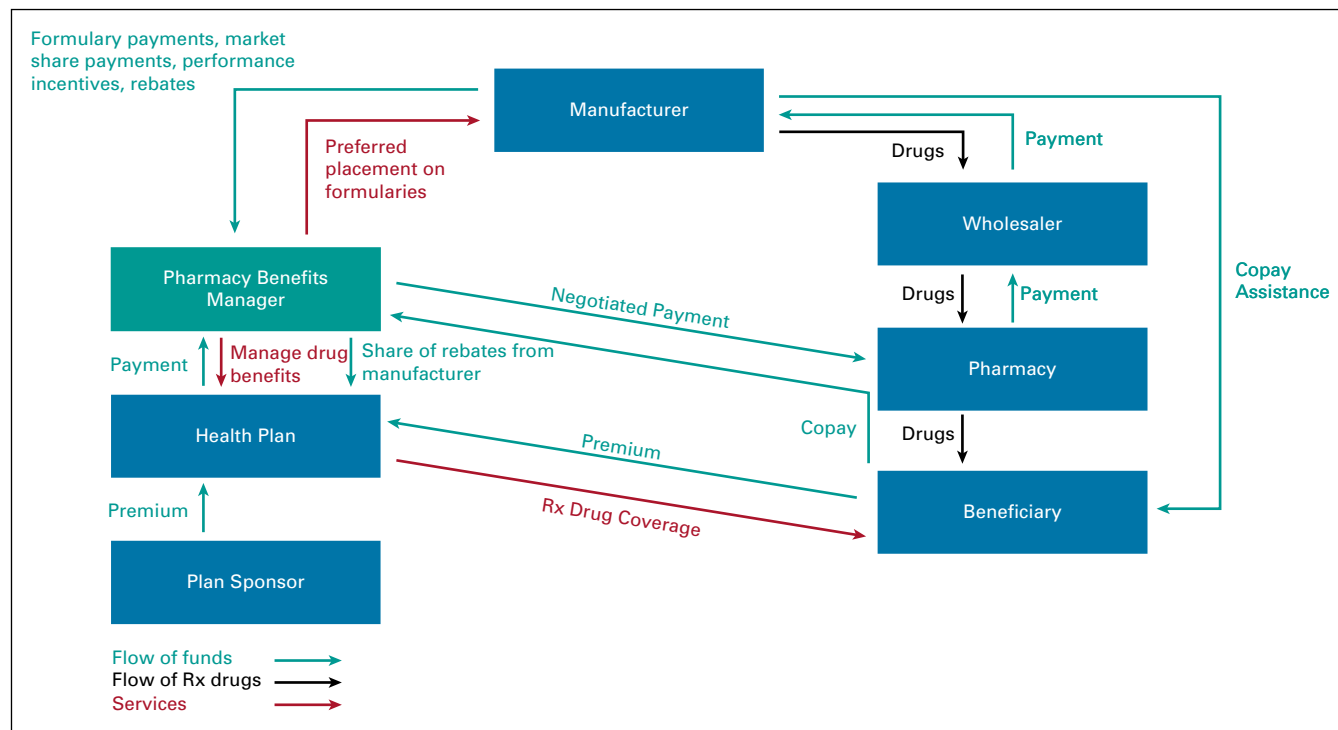 Formulary payments, market
share payments, performance
incentives, rebates
Manufacturer
Preferred
placement on
formularies
Drugs
Payment
Wholesaler
Copay
Assistance
Pharmacy Benefits
Manager
Negotiated Payment
Drugs
Payment
Payment
Manage drug
benefits
Share of rebates from
manufacturer
Pharmacy
Health Plan
Copay
Drugs
Premium
Rx Drug Coverage
Premium
Beneficiary
Plan Sponsor
Flow of funds
Flow of Rx drugs
Services